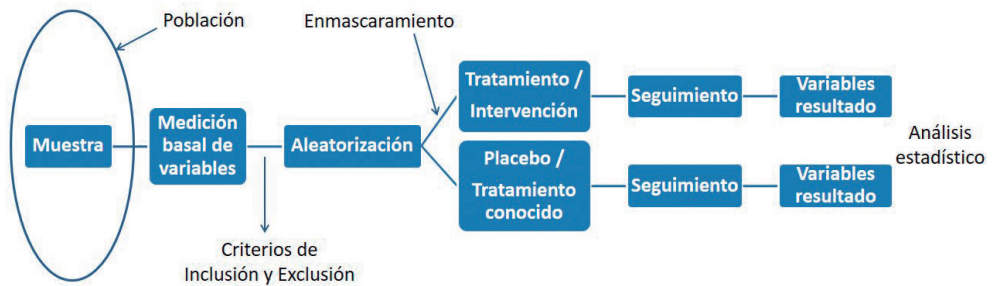 Población
Enmascaramiento
Muestra
Medición
basal de
variables
Aleatorización
Tratamiento /
Intervención
Seguimiento
Variables
resultado
Placebo /
Tratamiento
conocido
Seguimiento
Variables
resultado
Análisis
estadístico
Criterios de
Inclusión y Exclusión